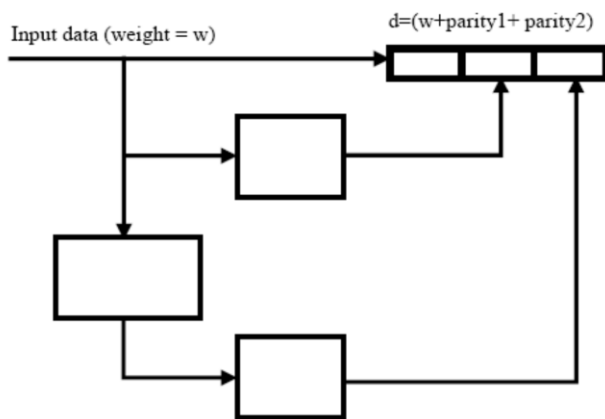 Input data (weight = w)
d=(w+parity1+ parity2)